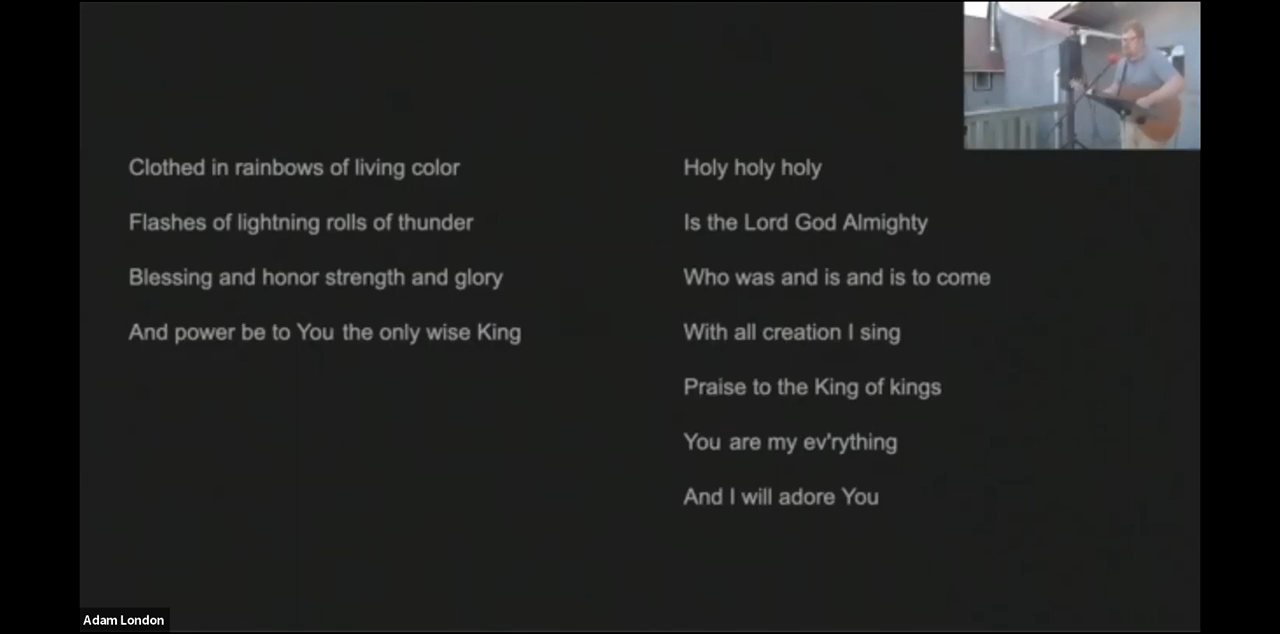 Clothed in rainbows of living color
Flashes of lightning rolls of thunder
Blessing and honor strength and glory
And power be to You the only wise King
Holy holy holy
Is the Lord God Almighty
Who was and is and is to come
With all creation I sing
Praise to the King of kings
You are my ev'rything
And I will adore You
Adam London